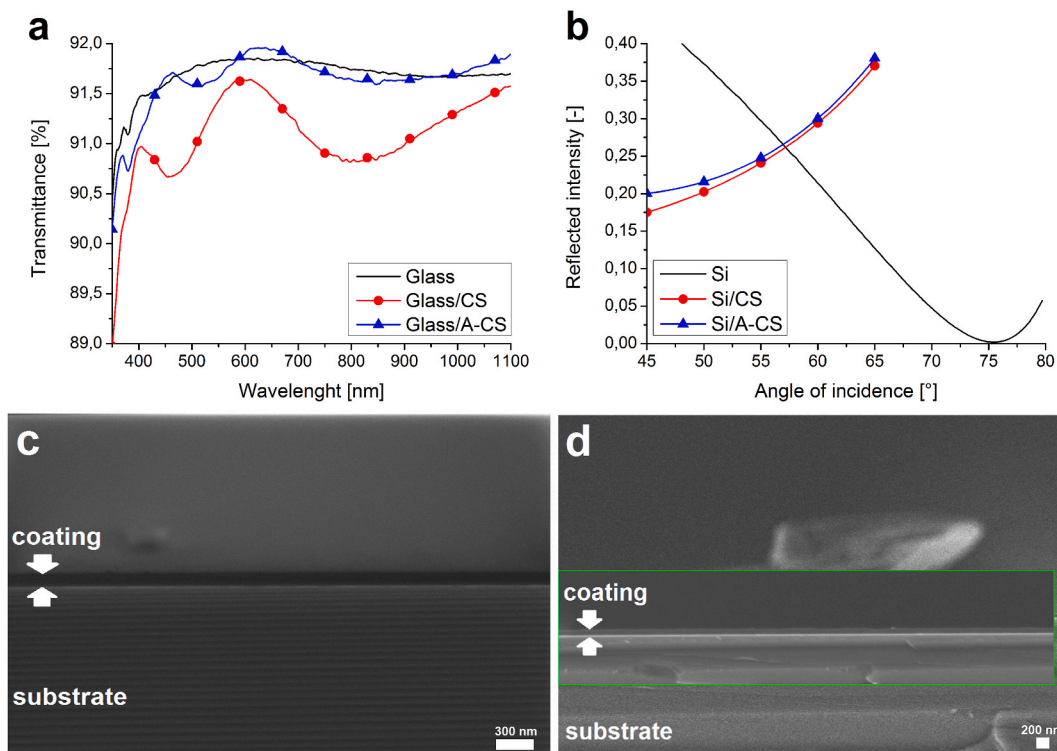 a
92,0
91,5
91,0
90,5
90,0
89,5
89,0
Transmittance [%]
400 500 600 700 800 900 1000 1100
Wavelenght [nm]
Glass
Glass/CS
Glass/A-CS
b
0,40
0,35
0,30
0,25
0,20
0,15
0,10
0,05
0,00
Reflected intensity [-]
45 50 55 60 65 70 75 80
Angle of incidence [°]
Si
Si/CS
Si/A-CS
c
coating
substrate
300 nm
d
coating
substrate
200 nm